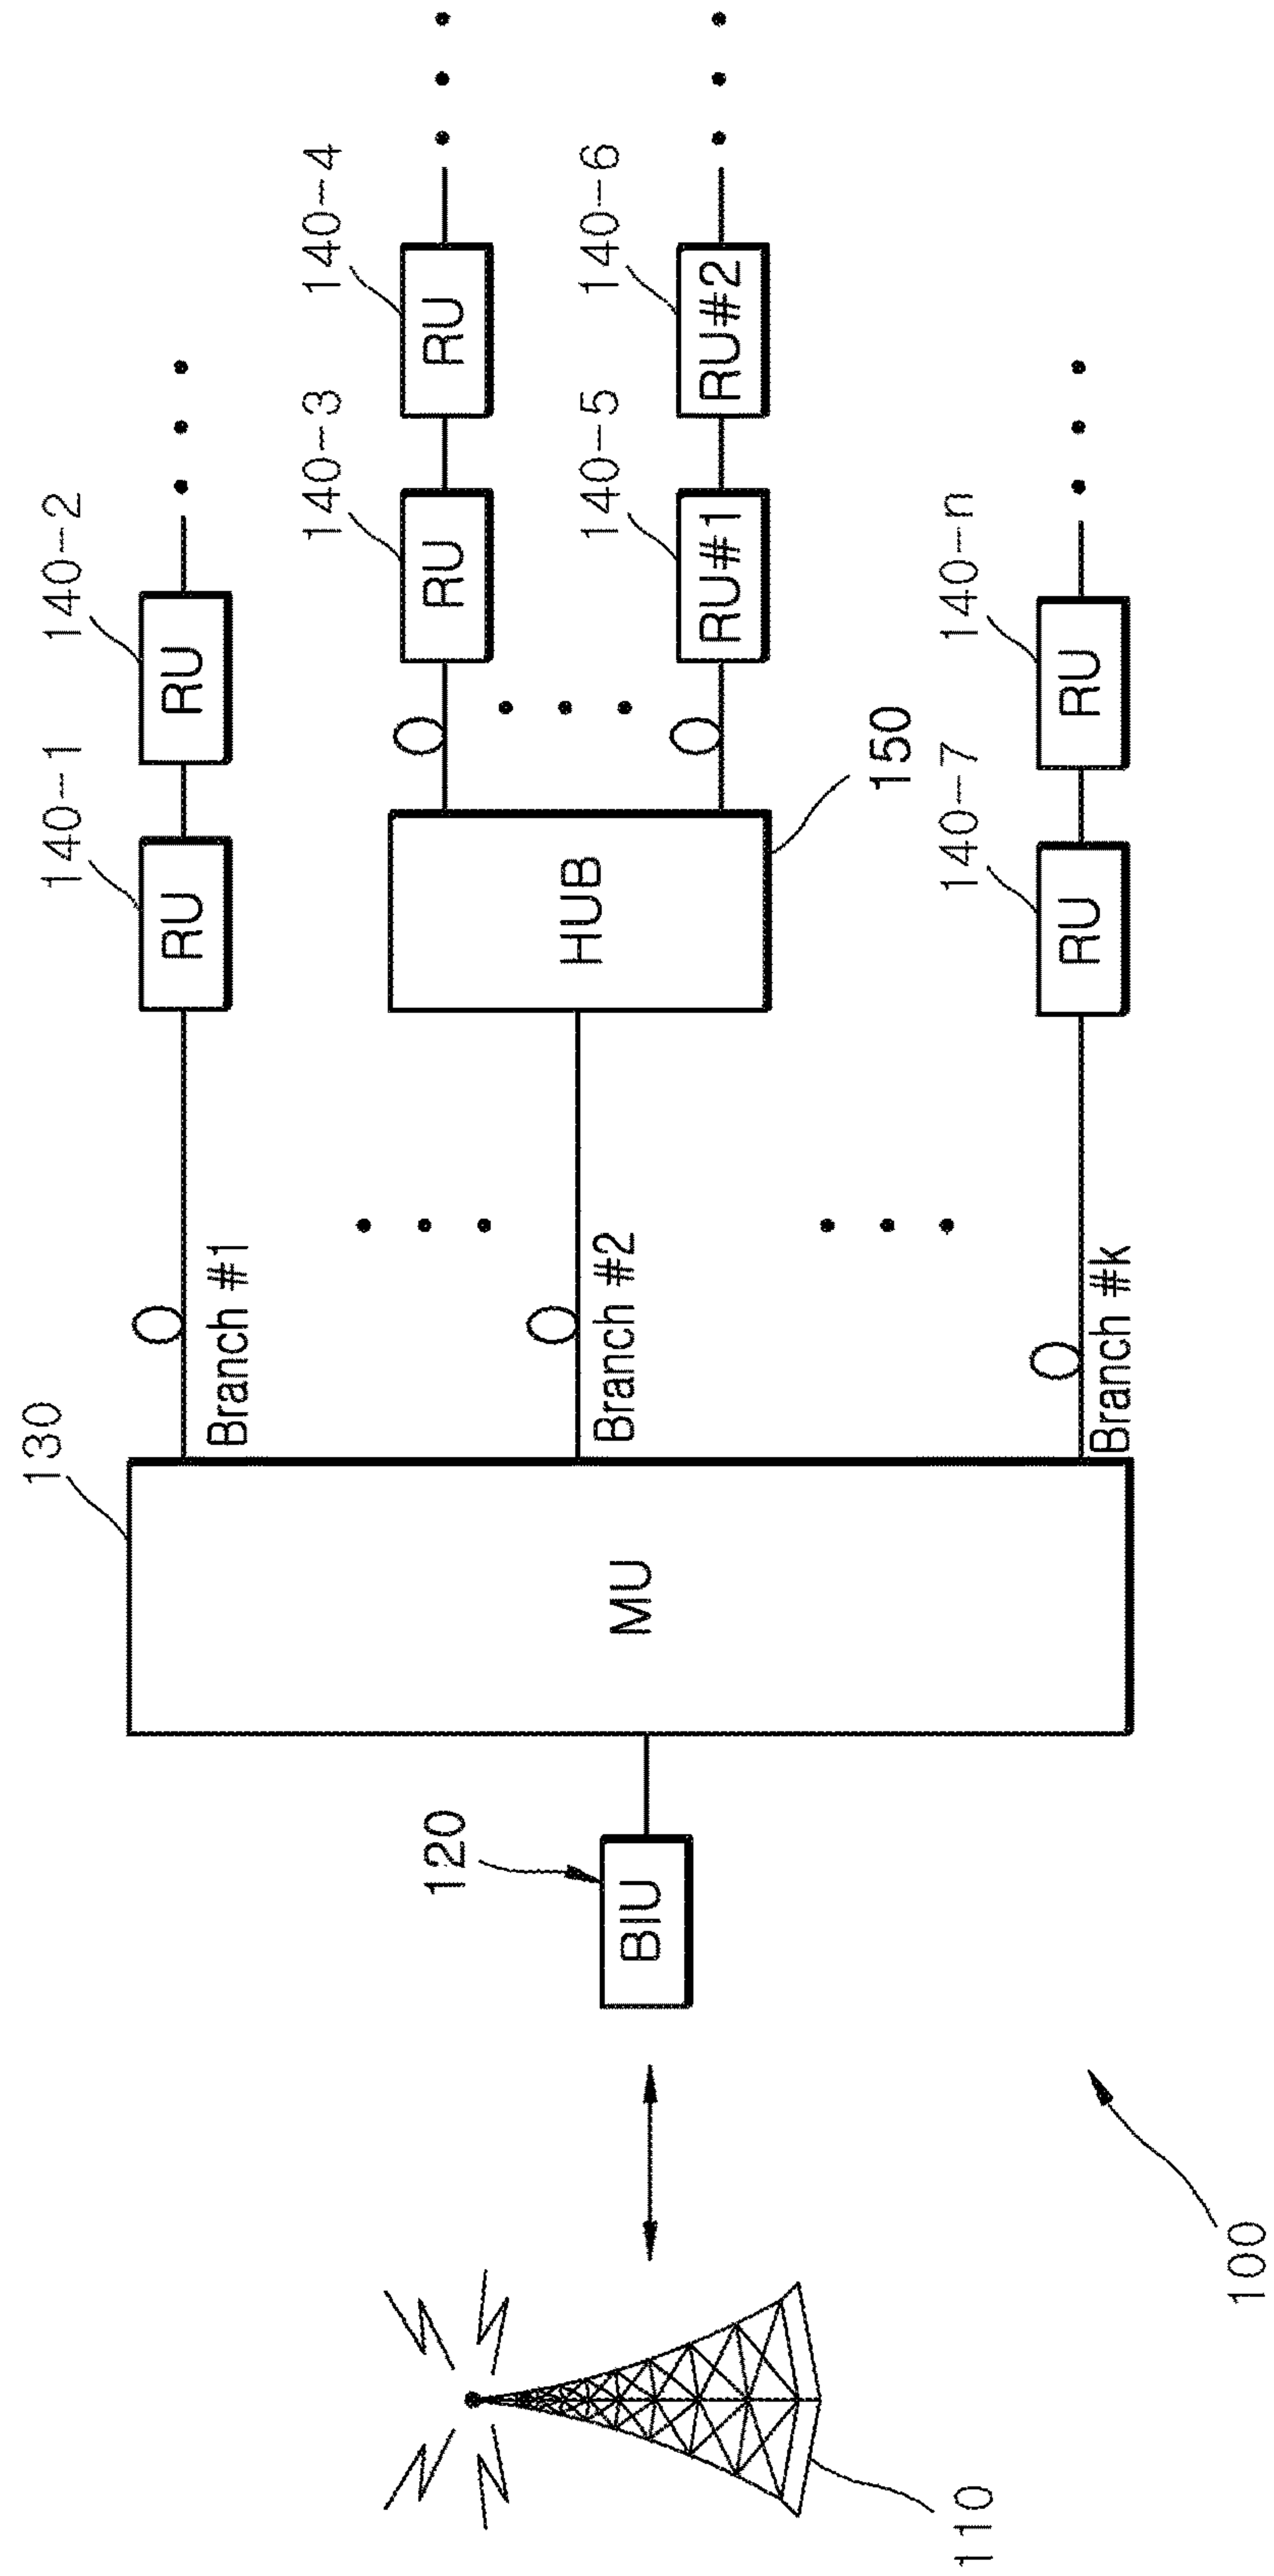 130
140-1
140-2
RU
RU
Branch #1
140-3
140-4
RU
RU
120
BIU
MU
Branch #2
HUB
140-5
140-6
RU#1
RU#2
150
140-7
140-n
RU
RU
Branch #k
110
100